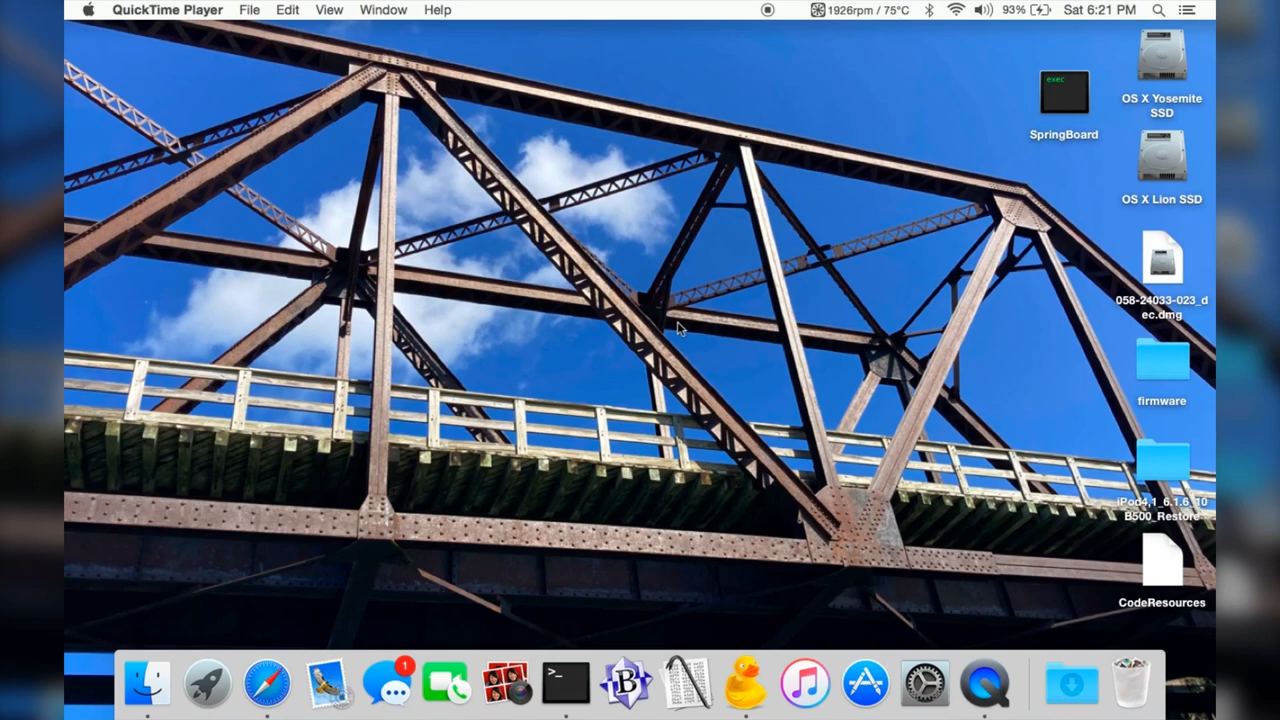 QuickTime Player File Edit View Window Help 1926rpm / 75°C 93% Sat 6:21 PM
exec
SpringBoard
OS X Yosemite
SSD
OS X Lion SSD
058-24033-023_d
ec.dmg
firmware
iPod4,1_6.1.6_10
B500_Restore
CodeResources
1
>_
B